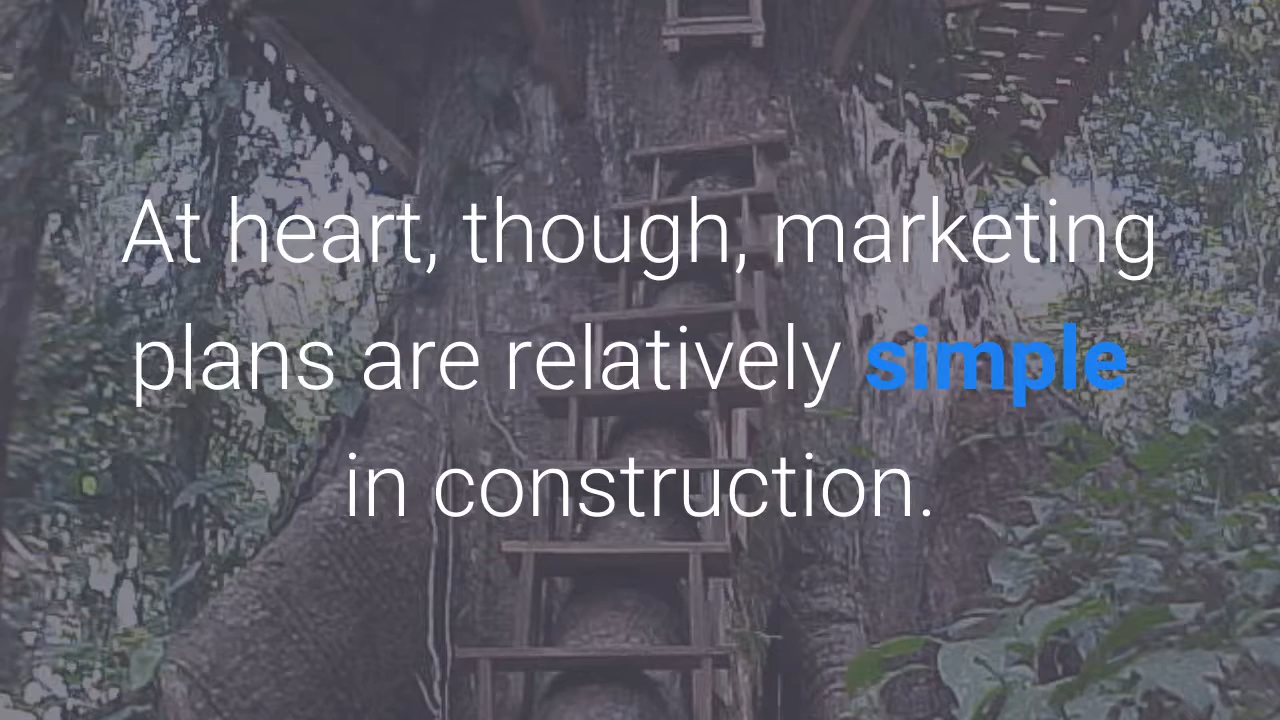 At heart, though, marketing
plans are relatively simple
in construction.